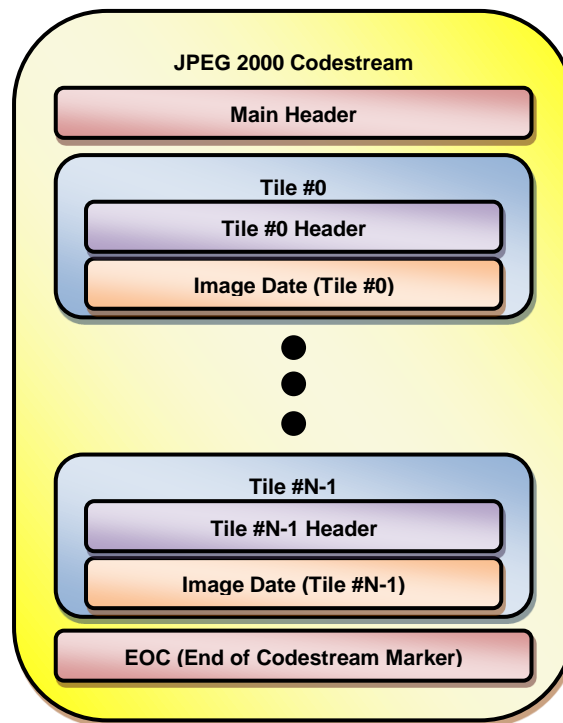 JPEG 2000 Codestream
Main Header
Tile #0
Tile #0 Header
Image Date (Tile #0)
Tile #N-1
Tile #N-1 Header
Image Date (Tile #N-1)
EOC (End of Codestream Marker)